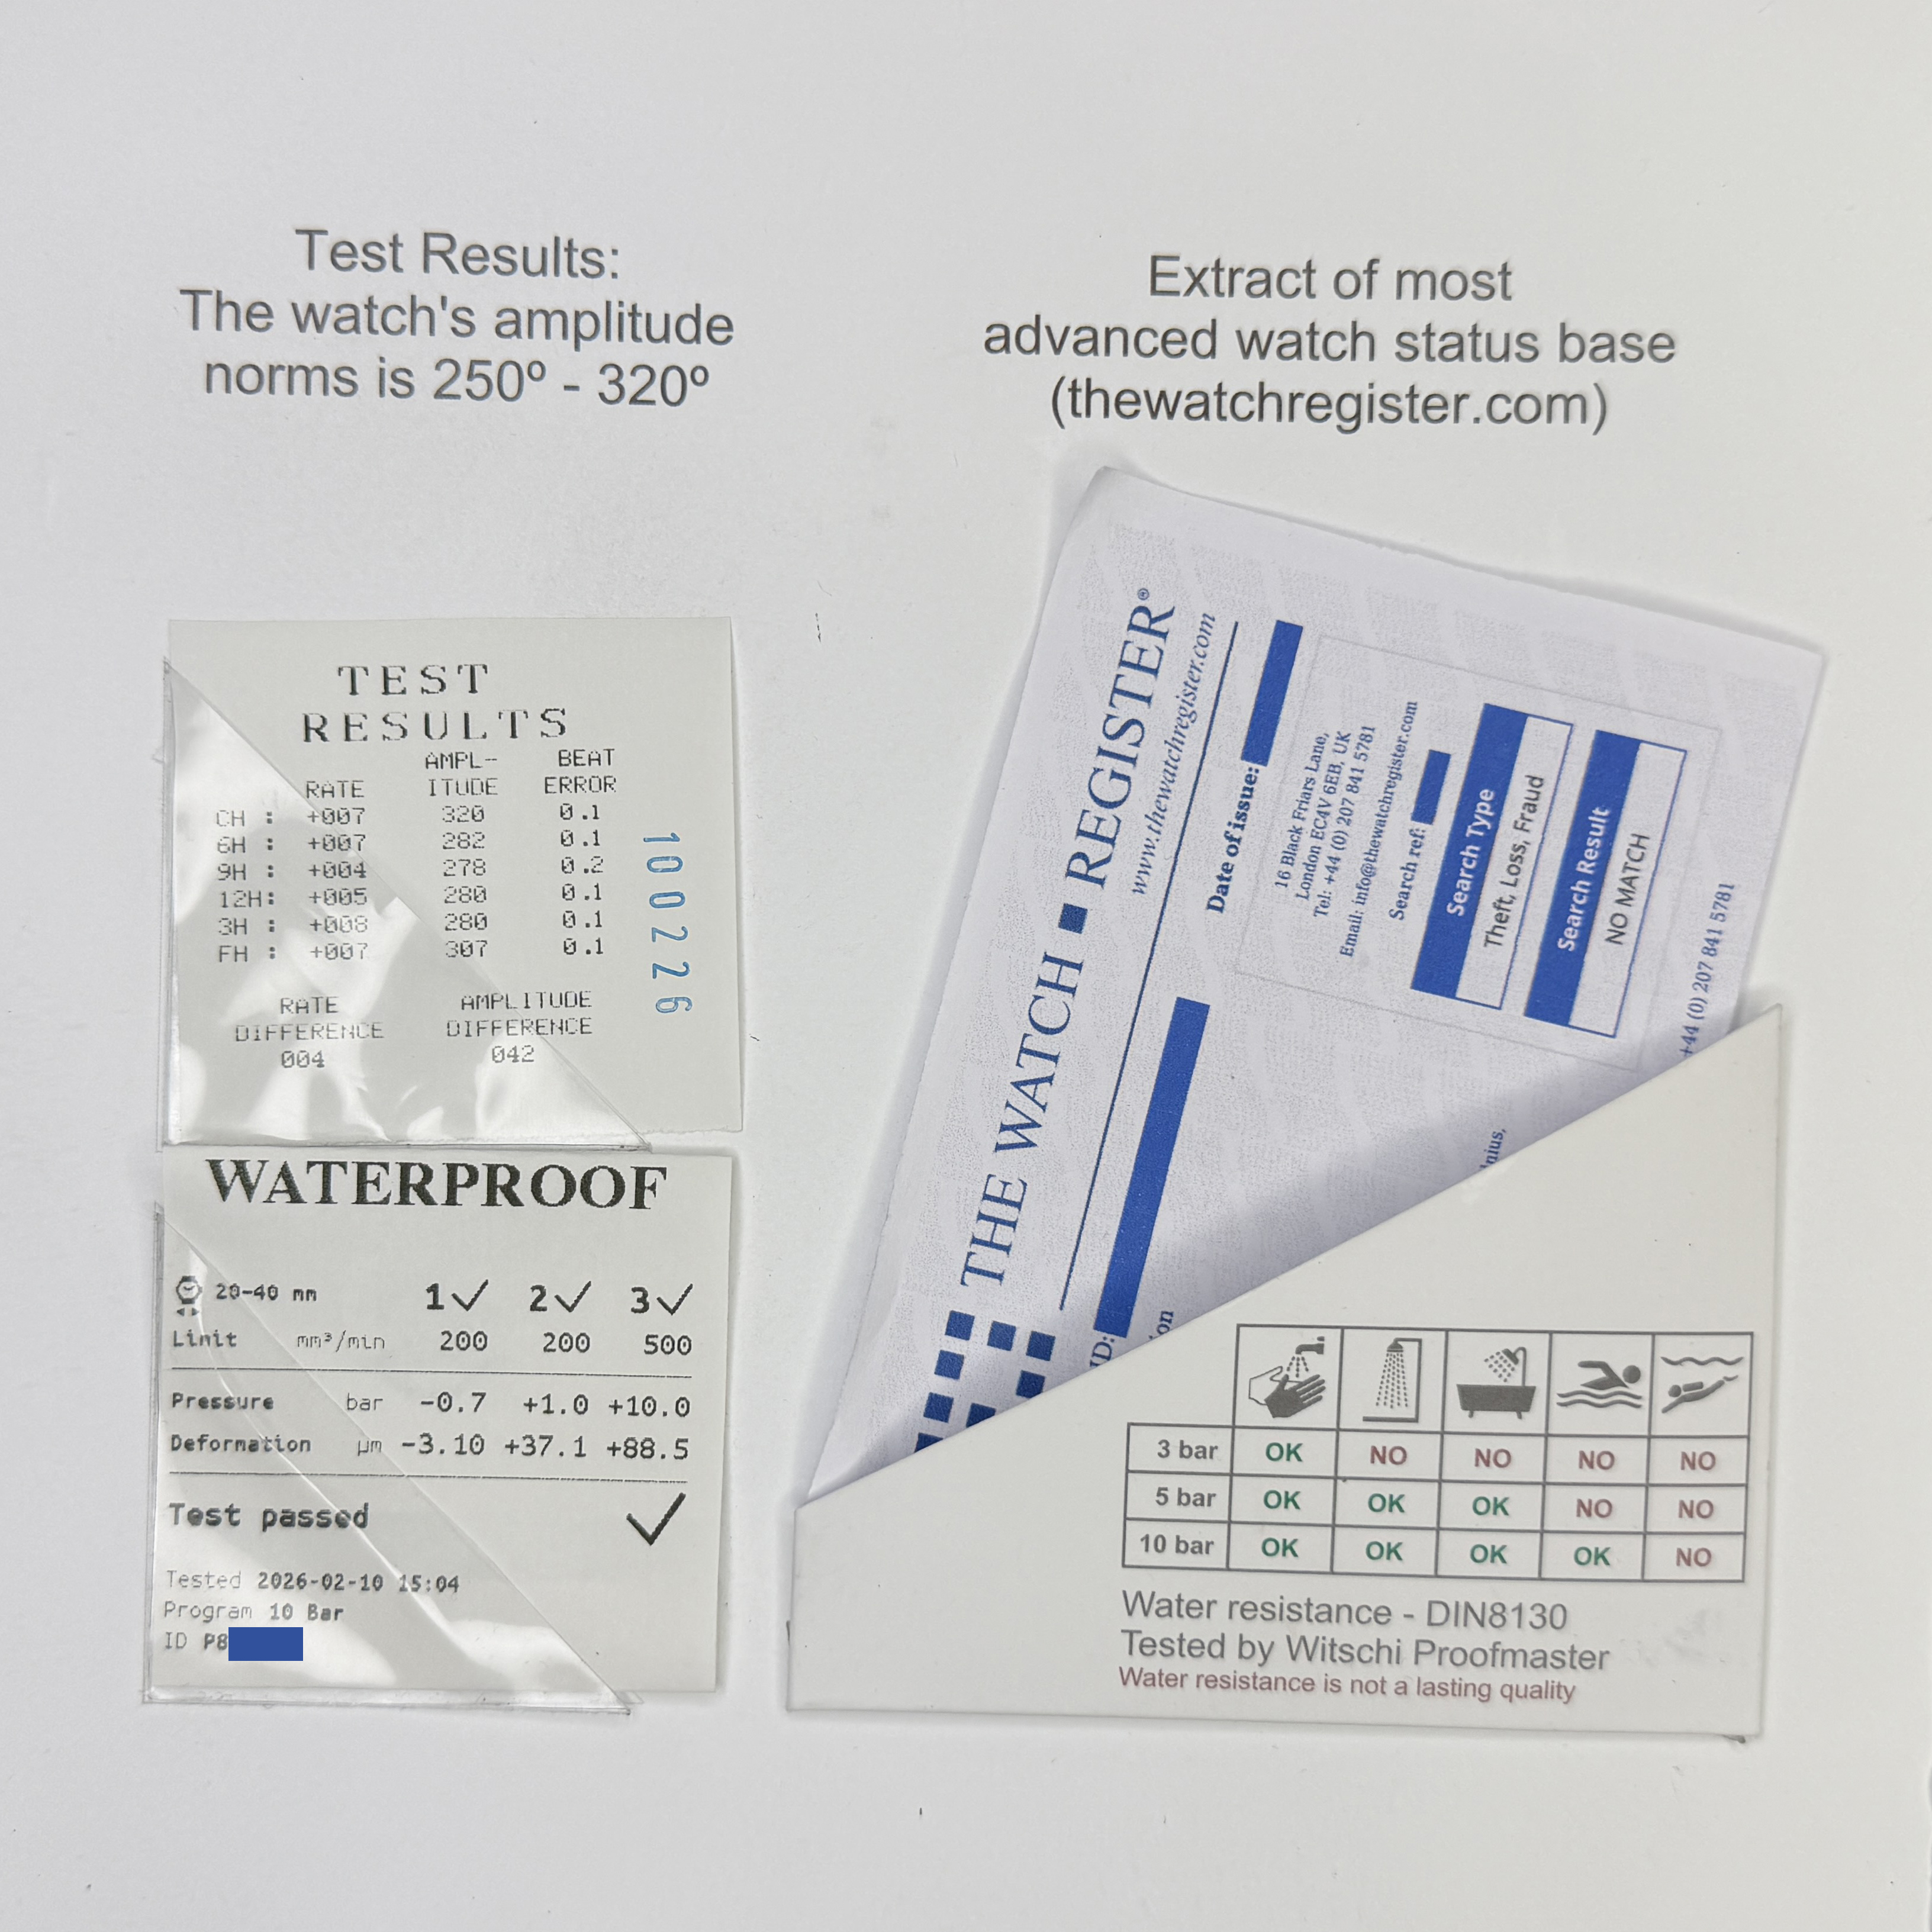 Test Results:
The watch's amplitude
norms is 250º - 320º
Extract of most
advanced watch status base
(thewatchregister.com)
TEST
RESULTS
RATE AMPL-ITUDE BEAT ERROR
CH : +007 320 0.1
6H : +007 282 0.1
9H : +004 278 0.2
12H: +005 280 0.1
3H : +008 280 0.1
FH : +007 307 0.1
RATE DIFFERENCE
004
AMPLITUDE DIFFERENCE
042
100226
WATERPROOF
20-40 mm 1✓ 2✓ 3✓
Limit mm³/min 200 200 500
Pressure bar -0.7 +1.0 +10.0
Deformation µm -3.10 +37.1 +88.5
Test passed ✓
Tested 2026-02-10 15:04
Program 10 Bar
ID P8
THE WATCH REGISTER®
www.thewatchregister.com
Date of issue:
ID:
16 Black Friars Lane,
London EC4V 6EB, UK
Tel: +44 (0) 207 841 5781
Email: info@thewatchregister.com
Search ref:
Search Type
Theft, Loss, Fraud
Search Result
NO MATCH
+44 (0) 207 841 5781
3 bar OK NO NO NO NO
5 bar OK OK OK NO NO
10 bar OK OK OK OK NO
Water resistance - DIN8130
Tested by Witschi Proofmaster
Water resistance is not a lasting quality